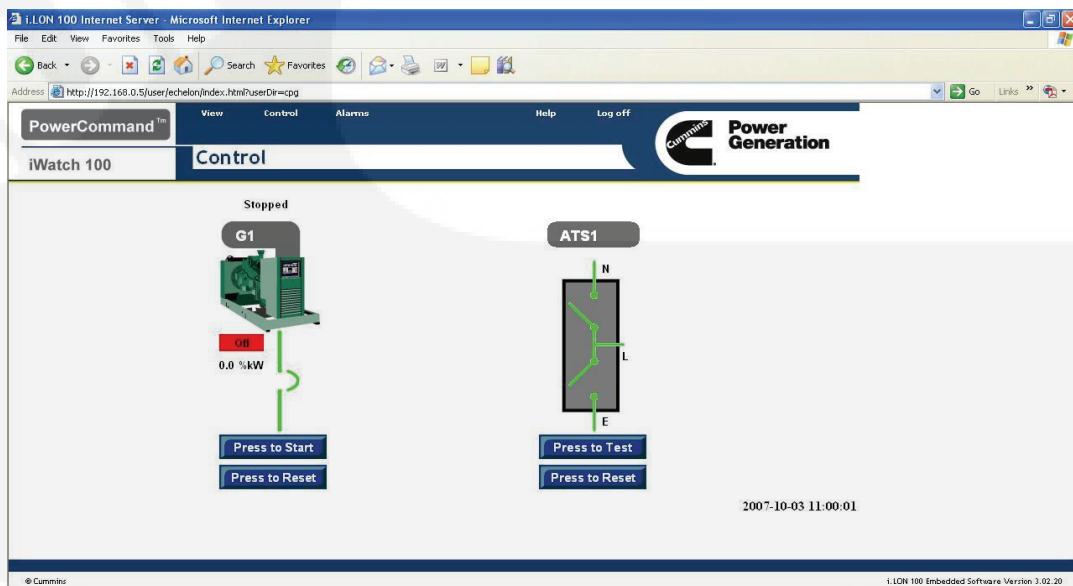 i.LON 100 Internet Server - Microsoft Internet Explorer
File Edit View Favorites Tools Help
Back Search Favorites
Address http://192.168.0.5/user/echelon/index.html?userDir=cpg Go Links »
PowerCommand™ View Control Alarms Help Log off
iWatch 100 Control
Cummins Power
Generation
Stopped
G1 ATS1
N
Off
0.0 %kW
L
E
Press to Start Press to Test
Press to Reset Press to Reset
2007-10-03 11:00:01
© Cummins i.LON 100 Embedded Software Version 3.02.20